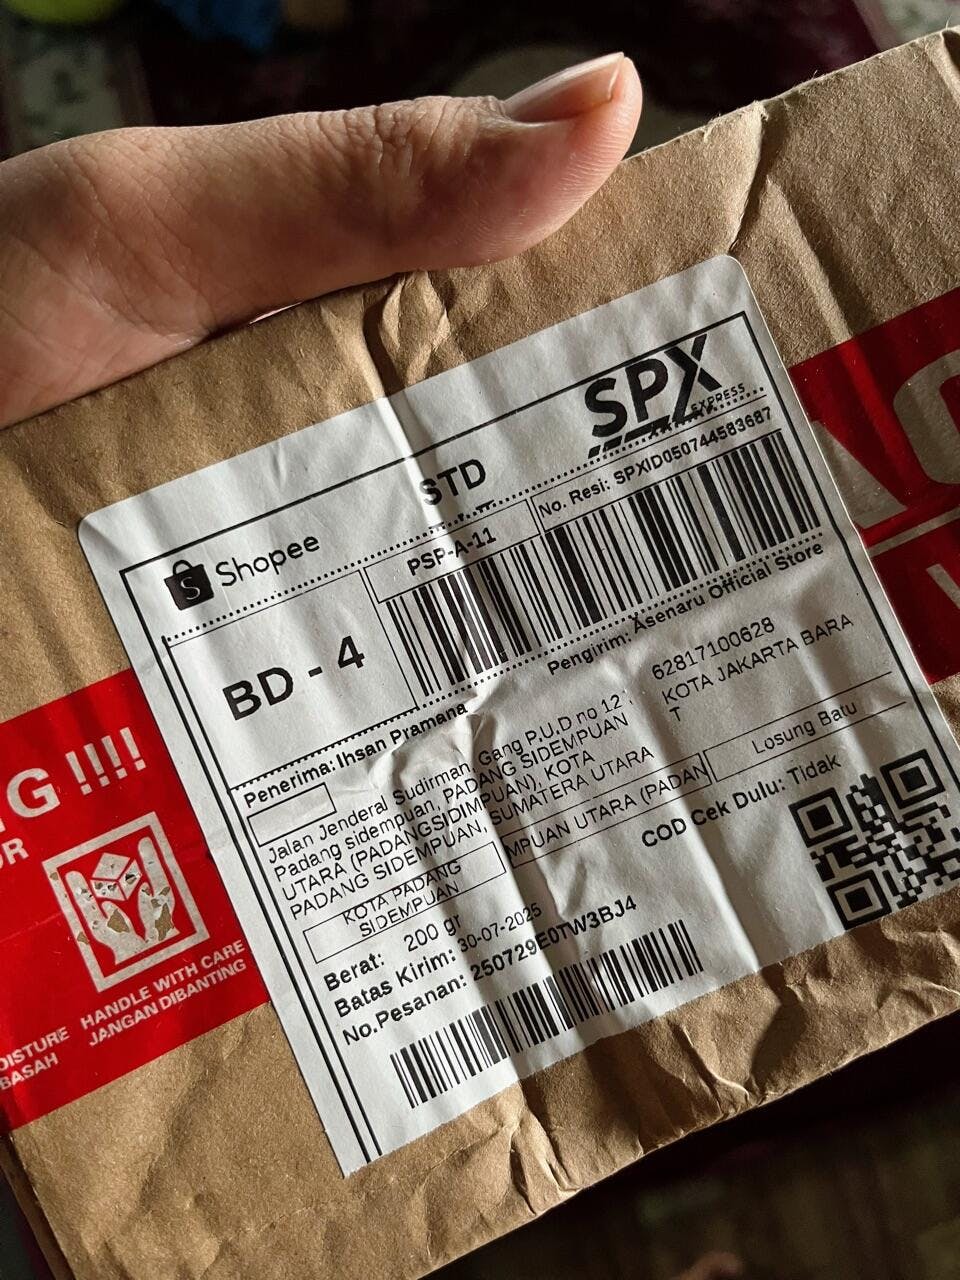 SPX
EXPRESS
STD
Shopee
No. Resi: SPXID050744583687
PSP-A-11
BD - 4
Penerima: Ihsan Pramana
Pengirim: Asenaru Official Store
62817100628
KOTA JAKARTA BARA
T
Jalan Jenderal Sudirman, Gang P.U.D no 12,
Padang sidempuan, PADANG SIDEMPUAN
UTARA (PADANGSIDIMPUAN), KOTA
PADANG SIDEMPUAN, SUMATERA UTARA
KOTA PADANG
SIDEMPUAN
MPUAN UTARA (PADAN
Losung Batu
COD Cek Dulu: Tidak
Berat: 200 gr
Batas Kirim: 30-07-2025
No.Pesanan: 250729E0TW3BJ4
G !!!!
OR
HANDLE WITH CARE
JANGAN DIBANTING
OISTURE
BASAH